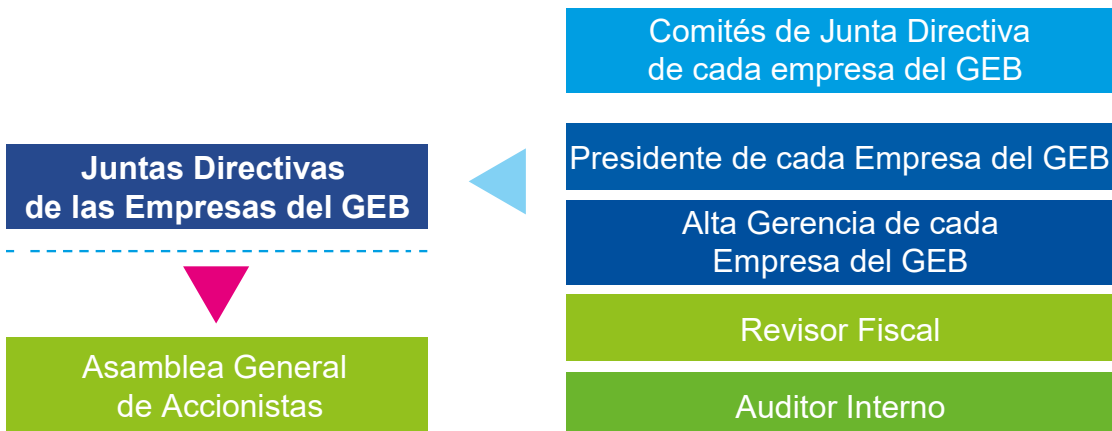 Comités de Junta Directiva
de cada empresa del GEB
Juntas Directivas
de las Empresas del GEB
Presidente de cada Empresa del GEB
Alta Gerencia de cada
Empresa del GEB
Revisor Fiscal
Asamblea General
de Accionistas
Auditor Interno